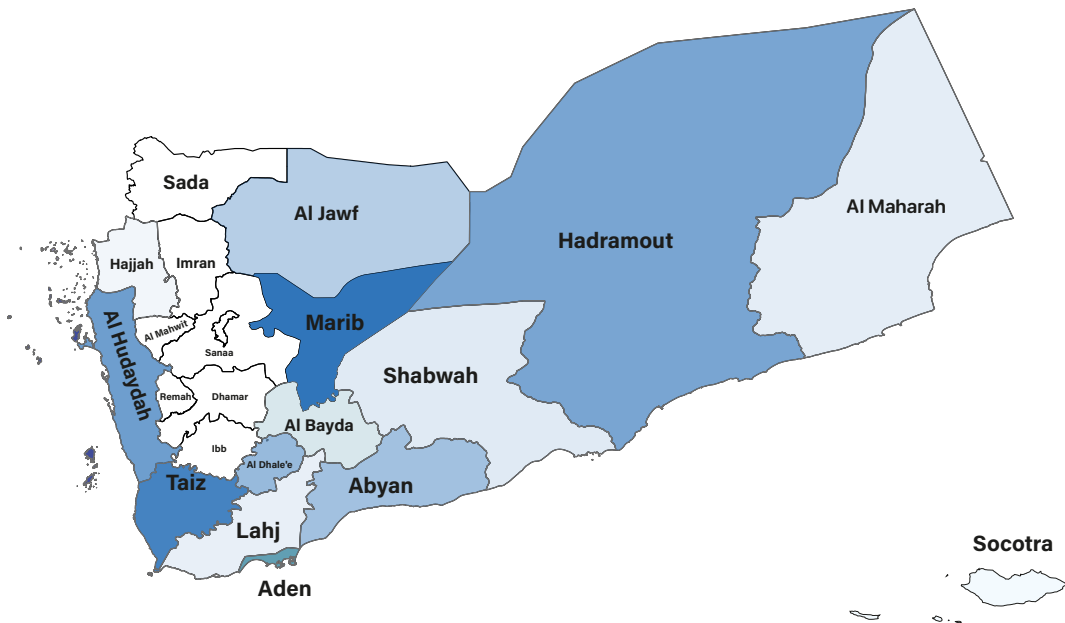 Sada
Al Jawf
Al Maharah
Hadramout
Hajjah
Imran
Marib
Al Hudaydah
Al Mahwit
Sanaa
Shabwah
Remah
Dhamar
Al Bayda
Ibb
Al Dhale'e
Taiz
Abyan
Lahj
Socotra
Aden